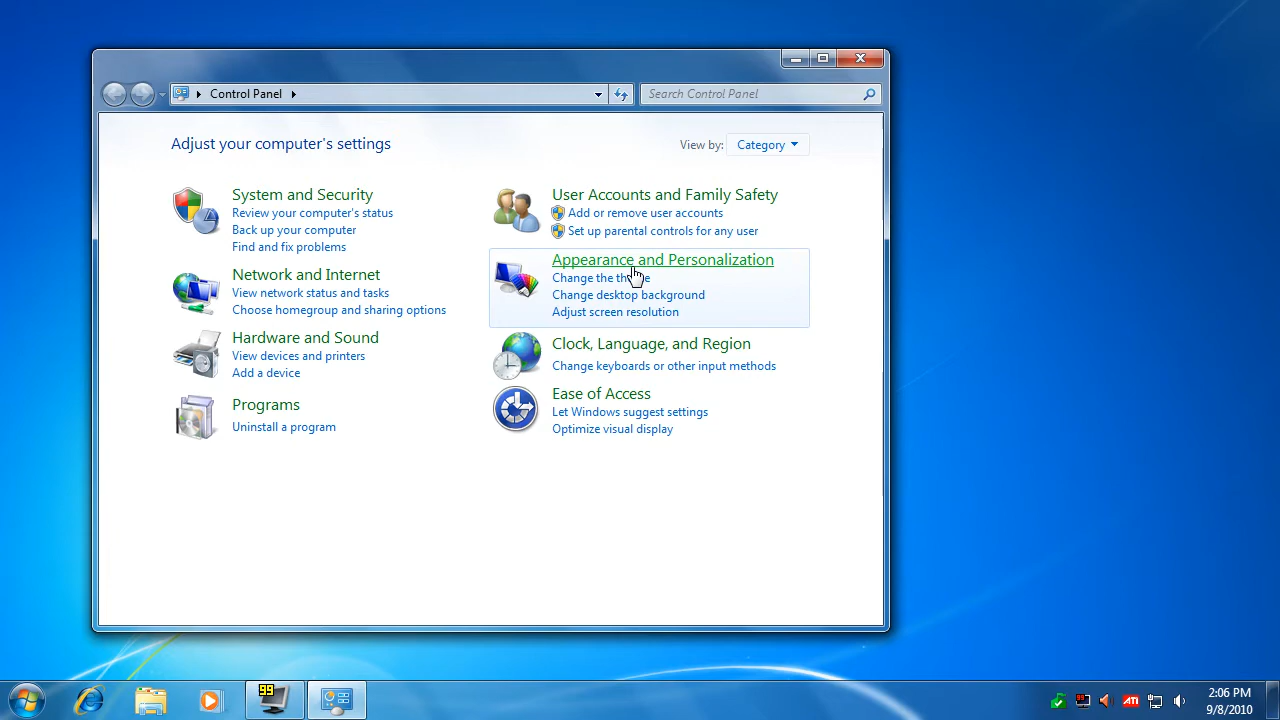 Control Panel
Search Control Panel
Adjust your computer's settings
View by: Category
System and Security
Review your computer's status
Back up your computer
Find and fix problems
Network and Internet
View network status and tasks
Choose homegroup and sharing options
Hardware and Sound
View devices and printers
Add a device
Programs
Uninstall a program
User Accounts and Family Safety
Add or remove user accounts
Set up parental controls for any user
Appearance and Personalization
Change the
Change desktop background
Adjust screen resolution
Clock, Language, and Region
Change keyboards or other input methods
Ease of Access
Let Windows suggest settings
Optimize visual display
99
99
ATI
2:06 PM
9/8/2010